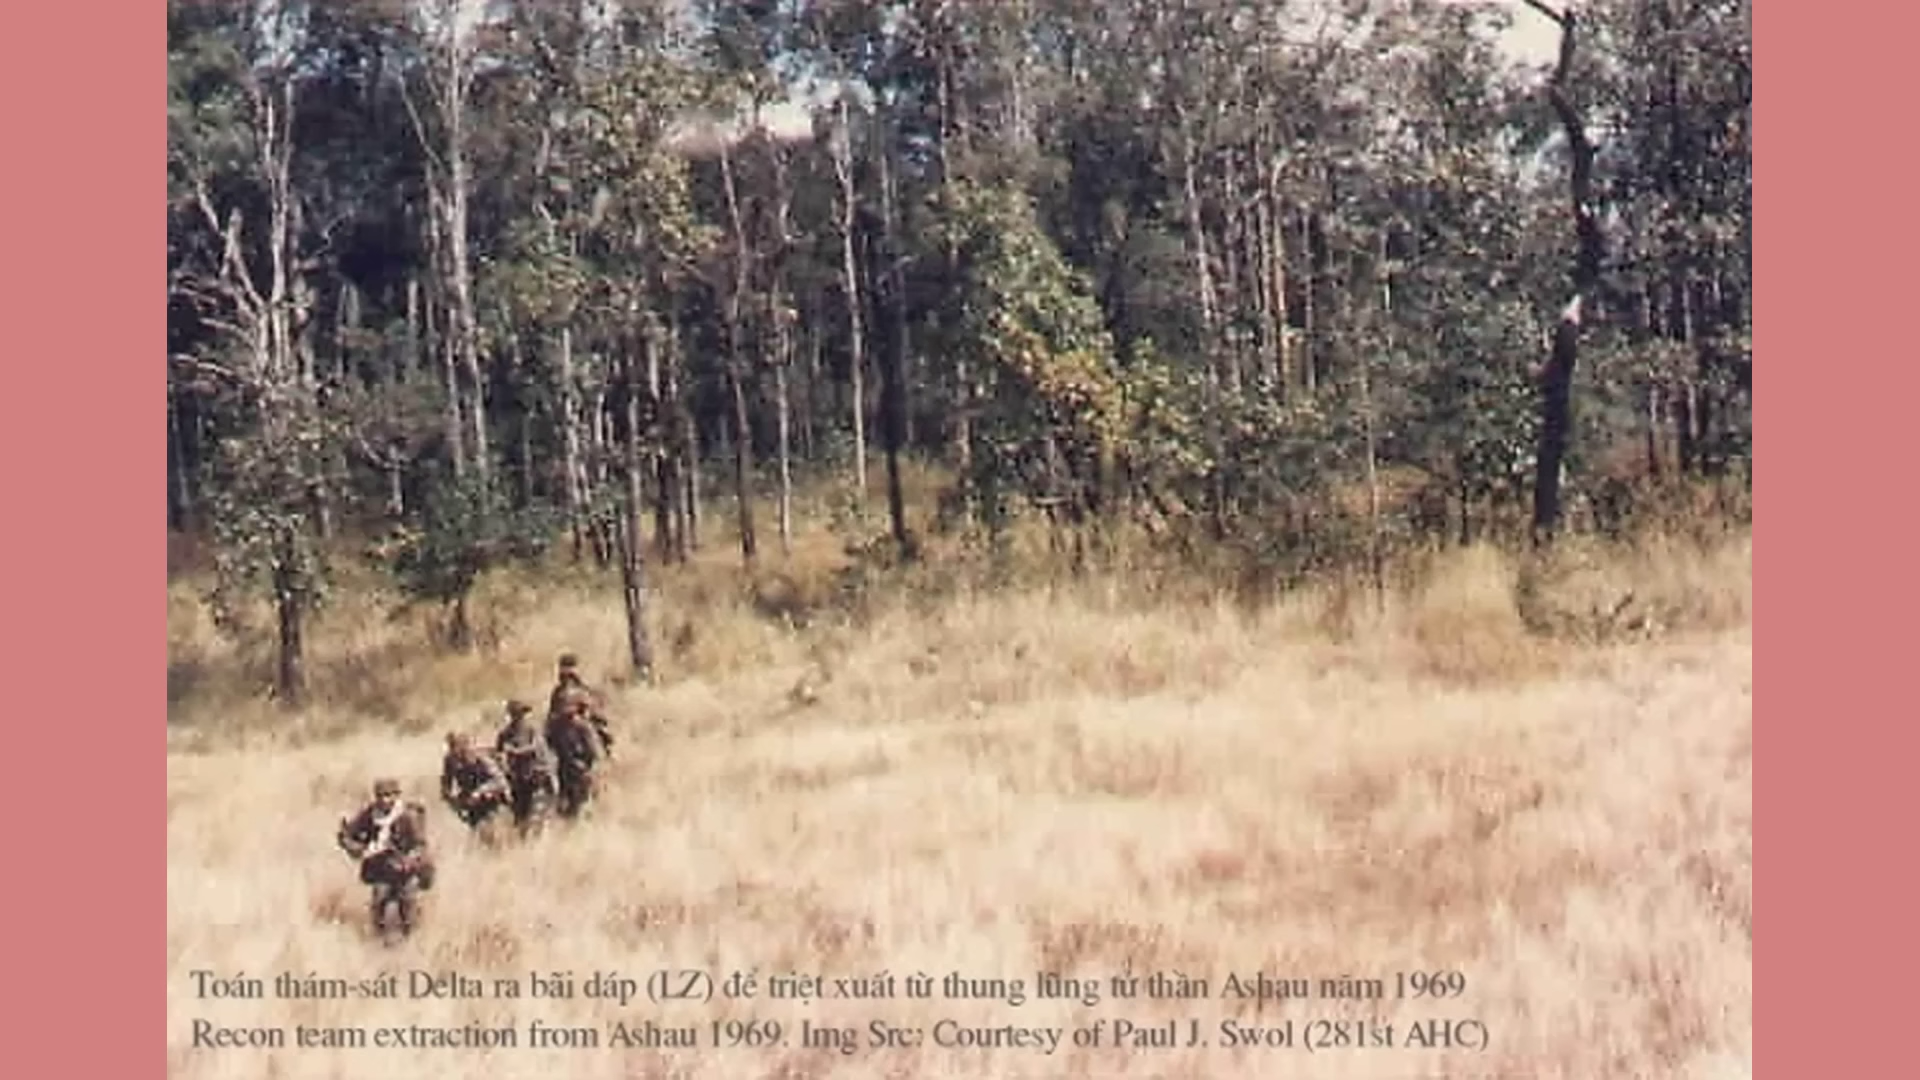 Toán thám-sát Delta ra bãi dáp (LZ) để triệt xuất từ thung lũng tử thần Ashau năm 1969
Recon team extraction from Ashau 1969. Img Src: Courtesy of Paul J. Swol (281st AHC)